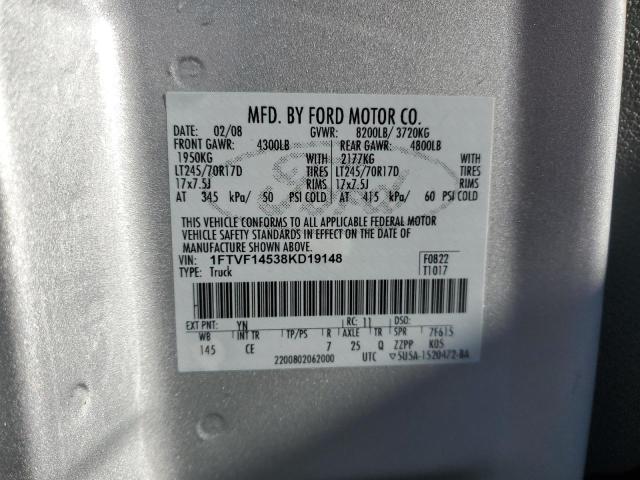 MFD. BY FORD MOTOR CO.
DATE: 02/08 GVWR: 8200LB/ 3720KG
FRONT GAWR: 4300LB REAR GAWR: 4800LB
1950KG WITH 2177KG WITH
LT245/70R17D TIRES LT245/70R17D TIRES
17x7.5J RIMS 17x7.5J RIMS
AT 345 kPa/ 50 PSI COLD AT 415 kPa/ 60 PSI COLD
THIS VEHICLE CONFORMS TO ALL APPLICABLE FEDERAL MOTOR
VEHICLE SAFETY STANDARDS IN EFFECT ON THE DATE OF
MANUFACTURE SHOWN ABOVE.
VIN: 1FTVF14538KD19148 F0822
TYPE: Truck T1017
EXT PNT: YN RC: 11 DSO:
WB INT TR TP/PS R AXLE TR SPR 7F615
145 CE 7 25 Q ZZPP K05
2200802062000 UTC ▽5U5A-1520472-BA